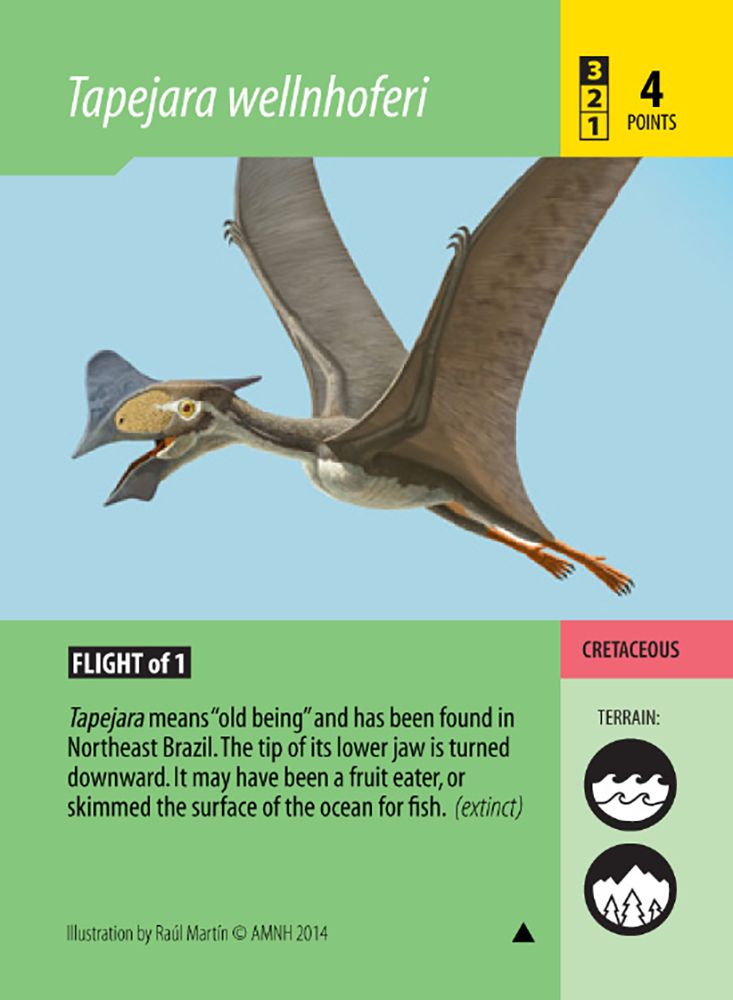 Tapejara wellnhoferi
3
2
1
4
POINTS
FLIGHT of 1
Tapejara means “old being” and has been found in
Northeast Brazil. The tip of its lower jaw is turned
downward. It may have been a fruit eater, or
skimmed the surface of the ocean for fish. (extinct)
Illustration by Raúl Martín © AMNH 2014
CRETACEOUS
TERRAIN: